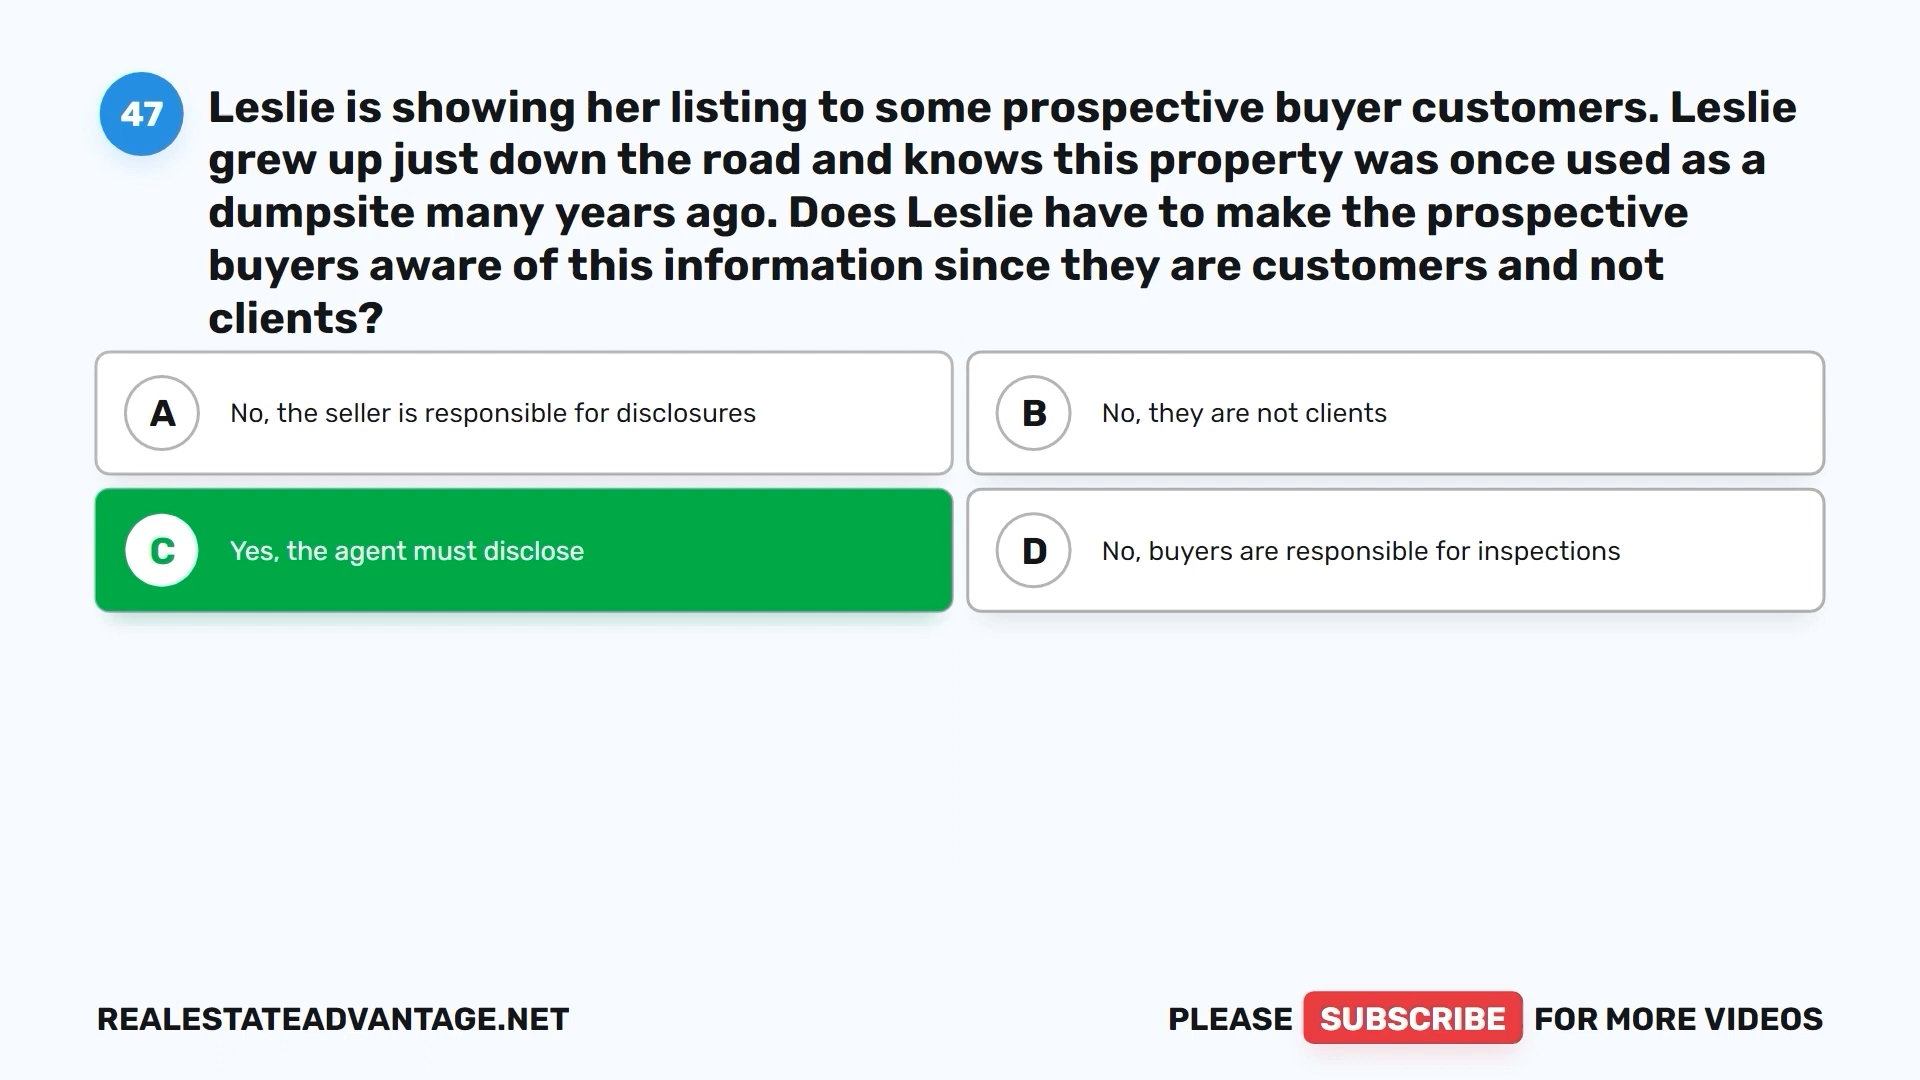 47
Leslie is showing her listing to some prospective buyer customers. Leslie
grew up just down the road and knows this property was once used as a
dumpsite many years ago. Does Leslie have to make the prospective
buyers aware of this information since they are customers and not
clients?
A No, the seller is responsible for disclosures
B No, they are not clients
C Yes, the agent must disclose
D No, buyers are responsible for inspections
REALESTATEADVANTAGE.NET
PLEASE SUBSCRIBE FOR MORE VIDEOS